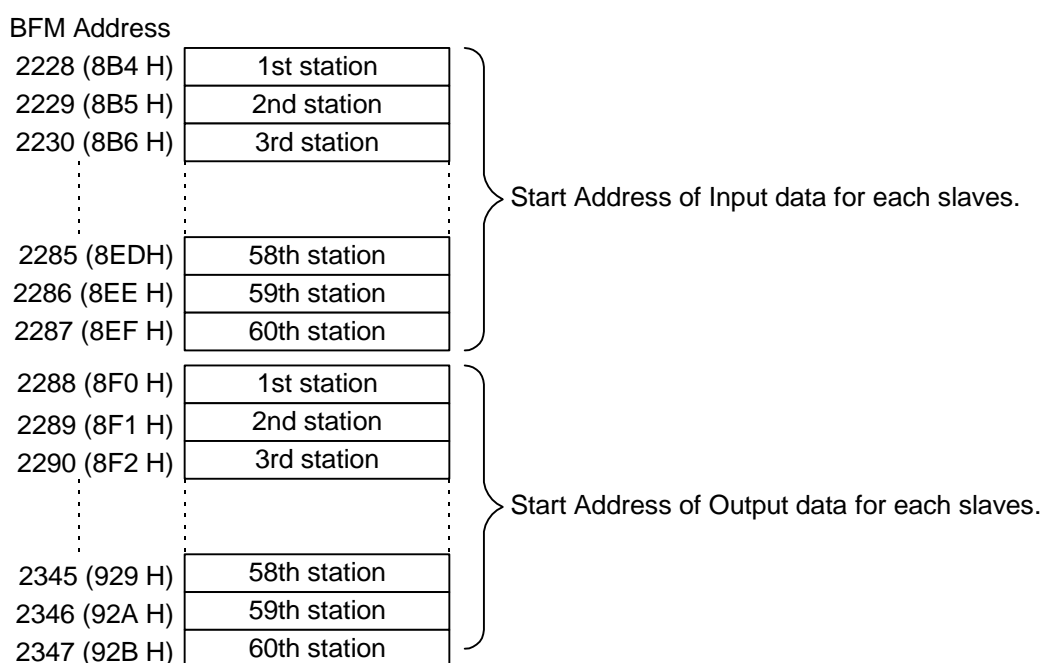 BFM Address
2228 (8B4 H) 1st station
2229 (8B5 H) 2nd station
2230 (8B6 H) 3rd station
Start Address of Input data for each slaves.
2285 (8EDH) 58th station
2286 (8EE H) 59th station
2287 (8EF H) 60th station
2288 (8F0 H) 1st station
2289 (8F1 H) 2nd station
2290 (8F2 H) 3rd station
Start Address of Output data for each slaves.
2345 (929 H) 58th station
2346 (92A H) 59th station
2347 (92B H) 60th station